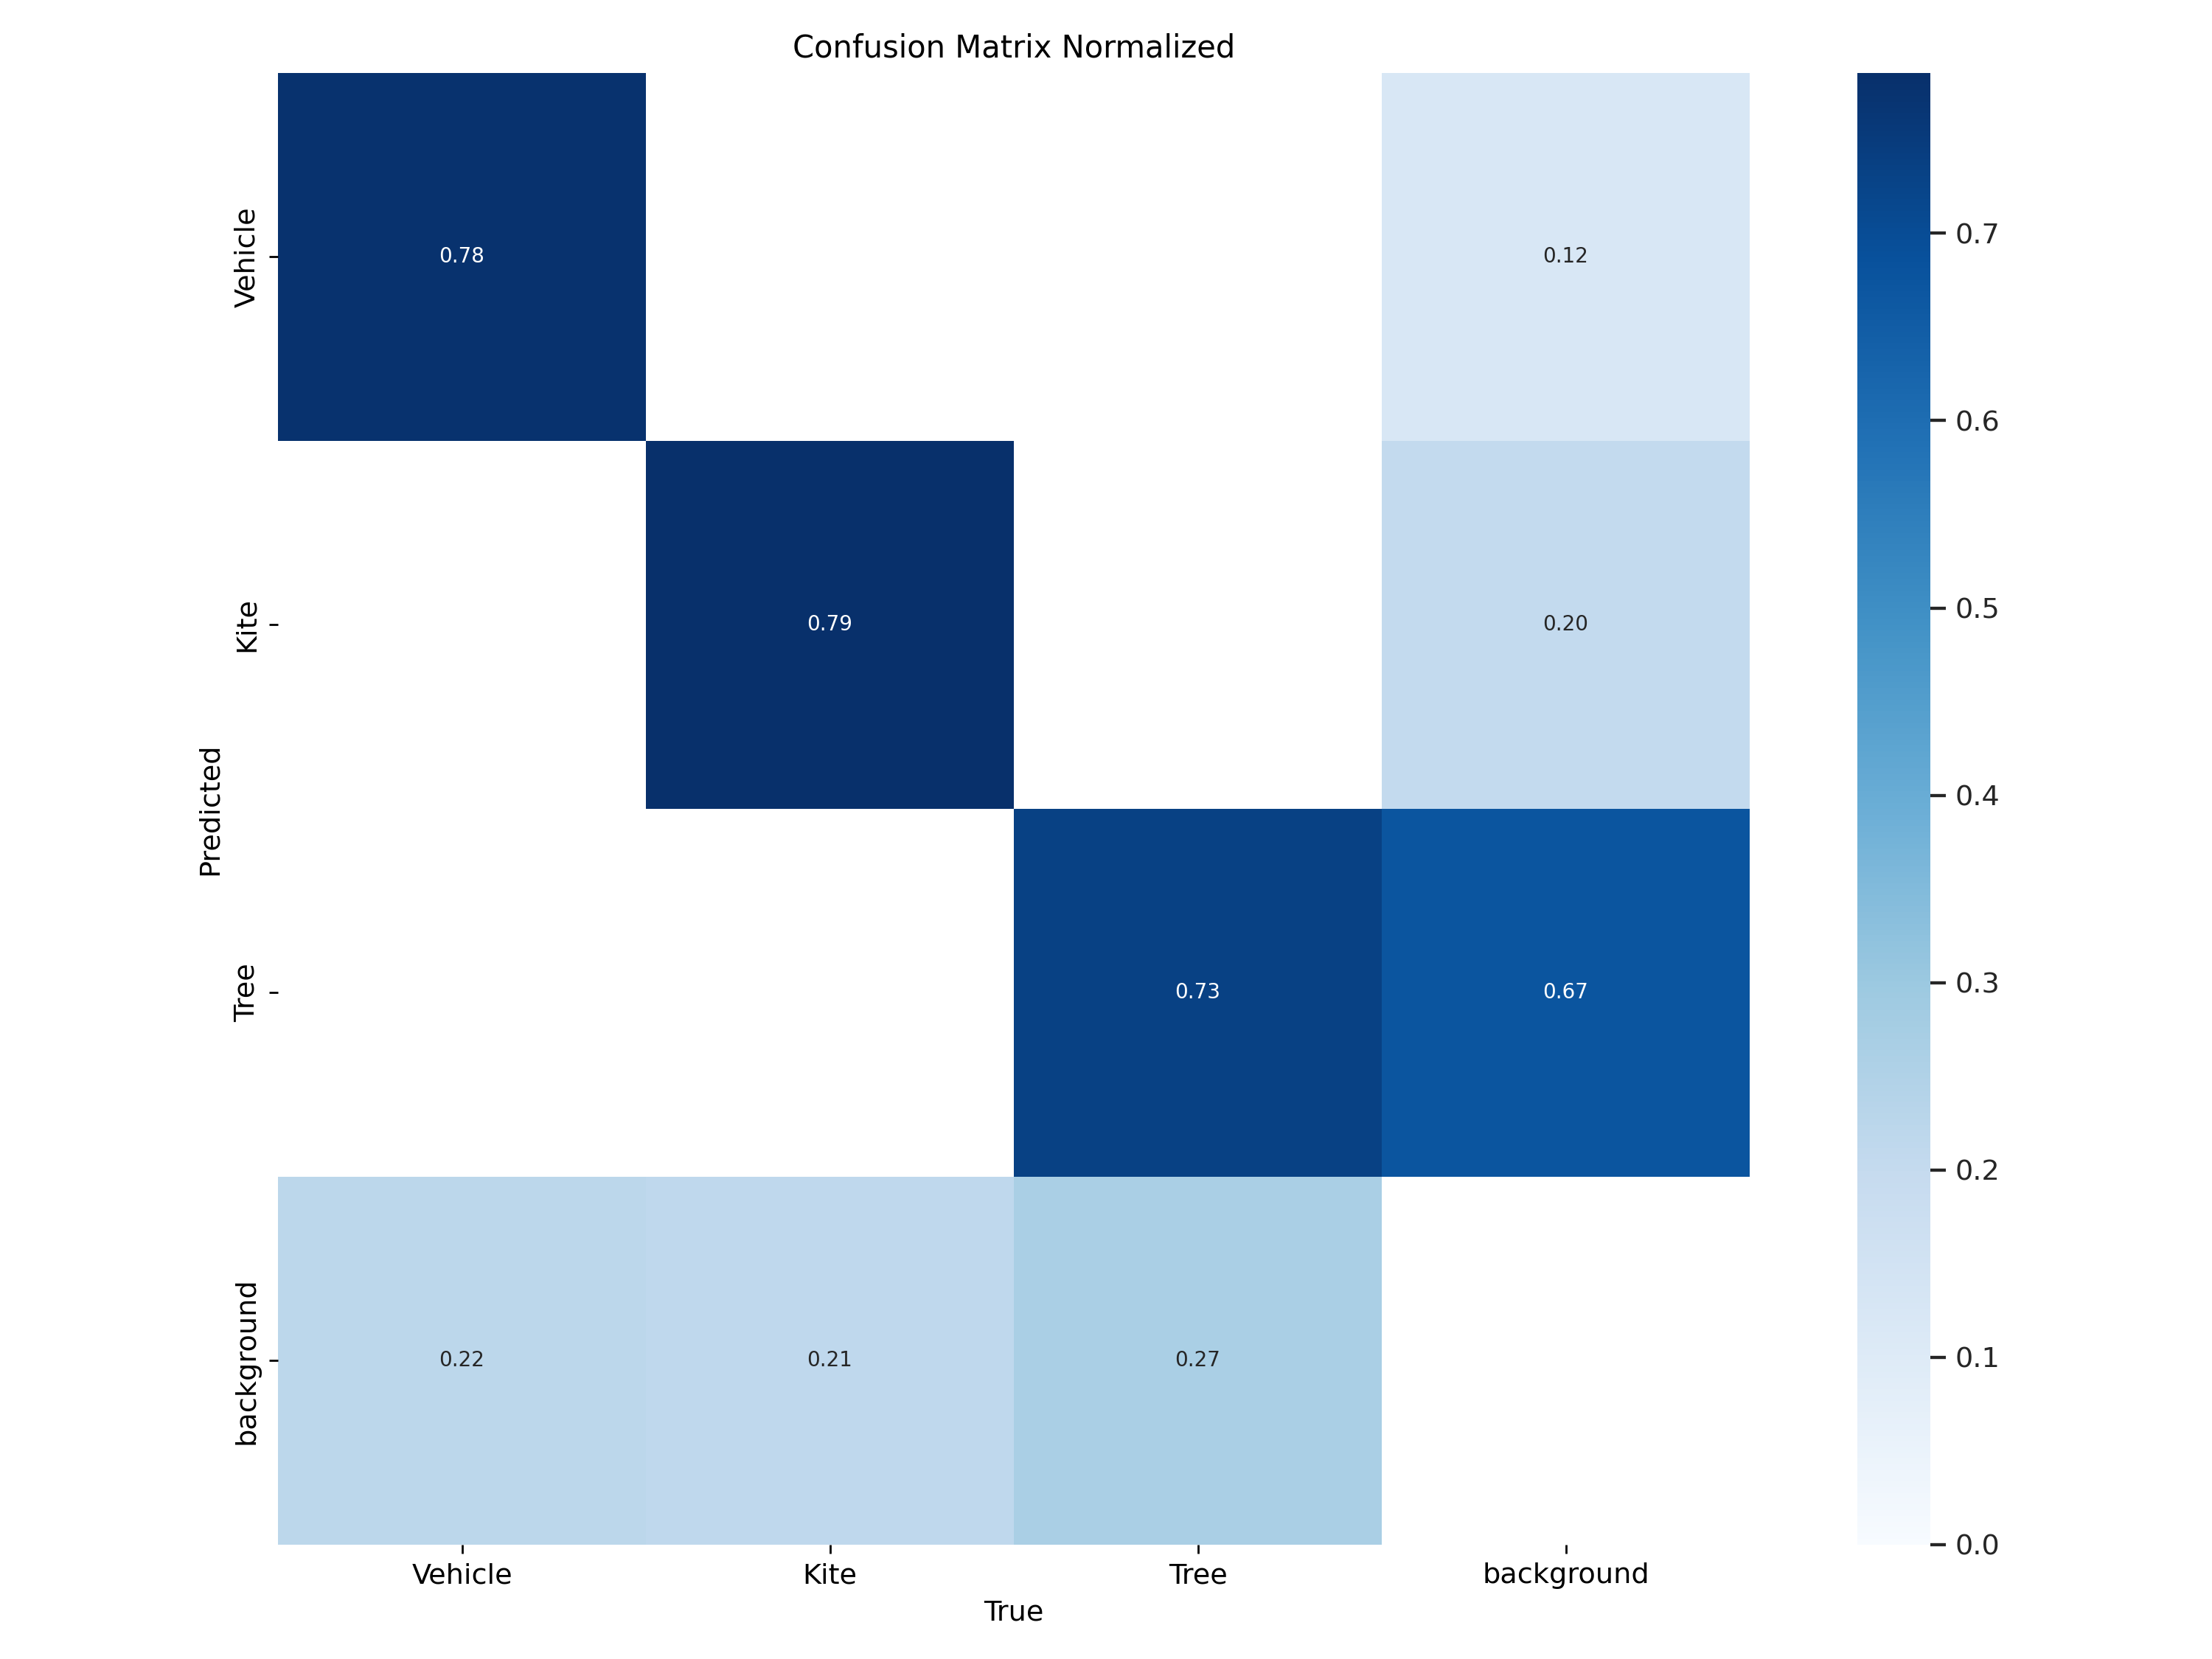 Confusion Matrix Normalized
Vehicle
0.78
0.12
0.7
0.6
Kite
0.79
0.20
0.5
0.4
Predicted
Tree
0.73
0.67
0.3
0.2
background
0.22
0.21
0.27
0.1
0.0
Vehicle
Kite
Tree
background
True